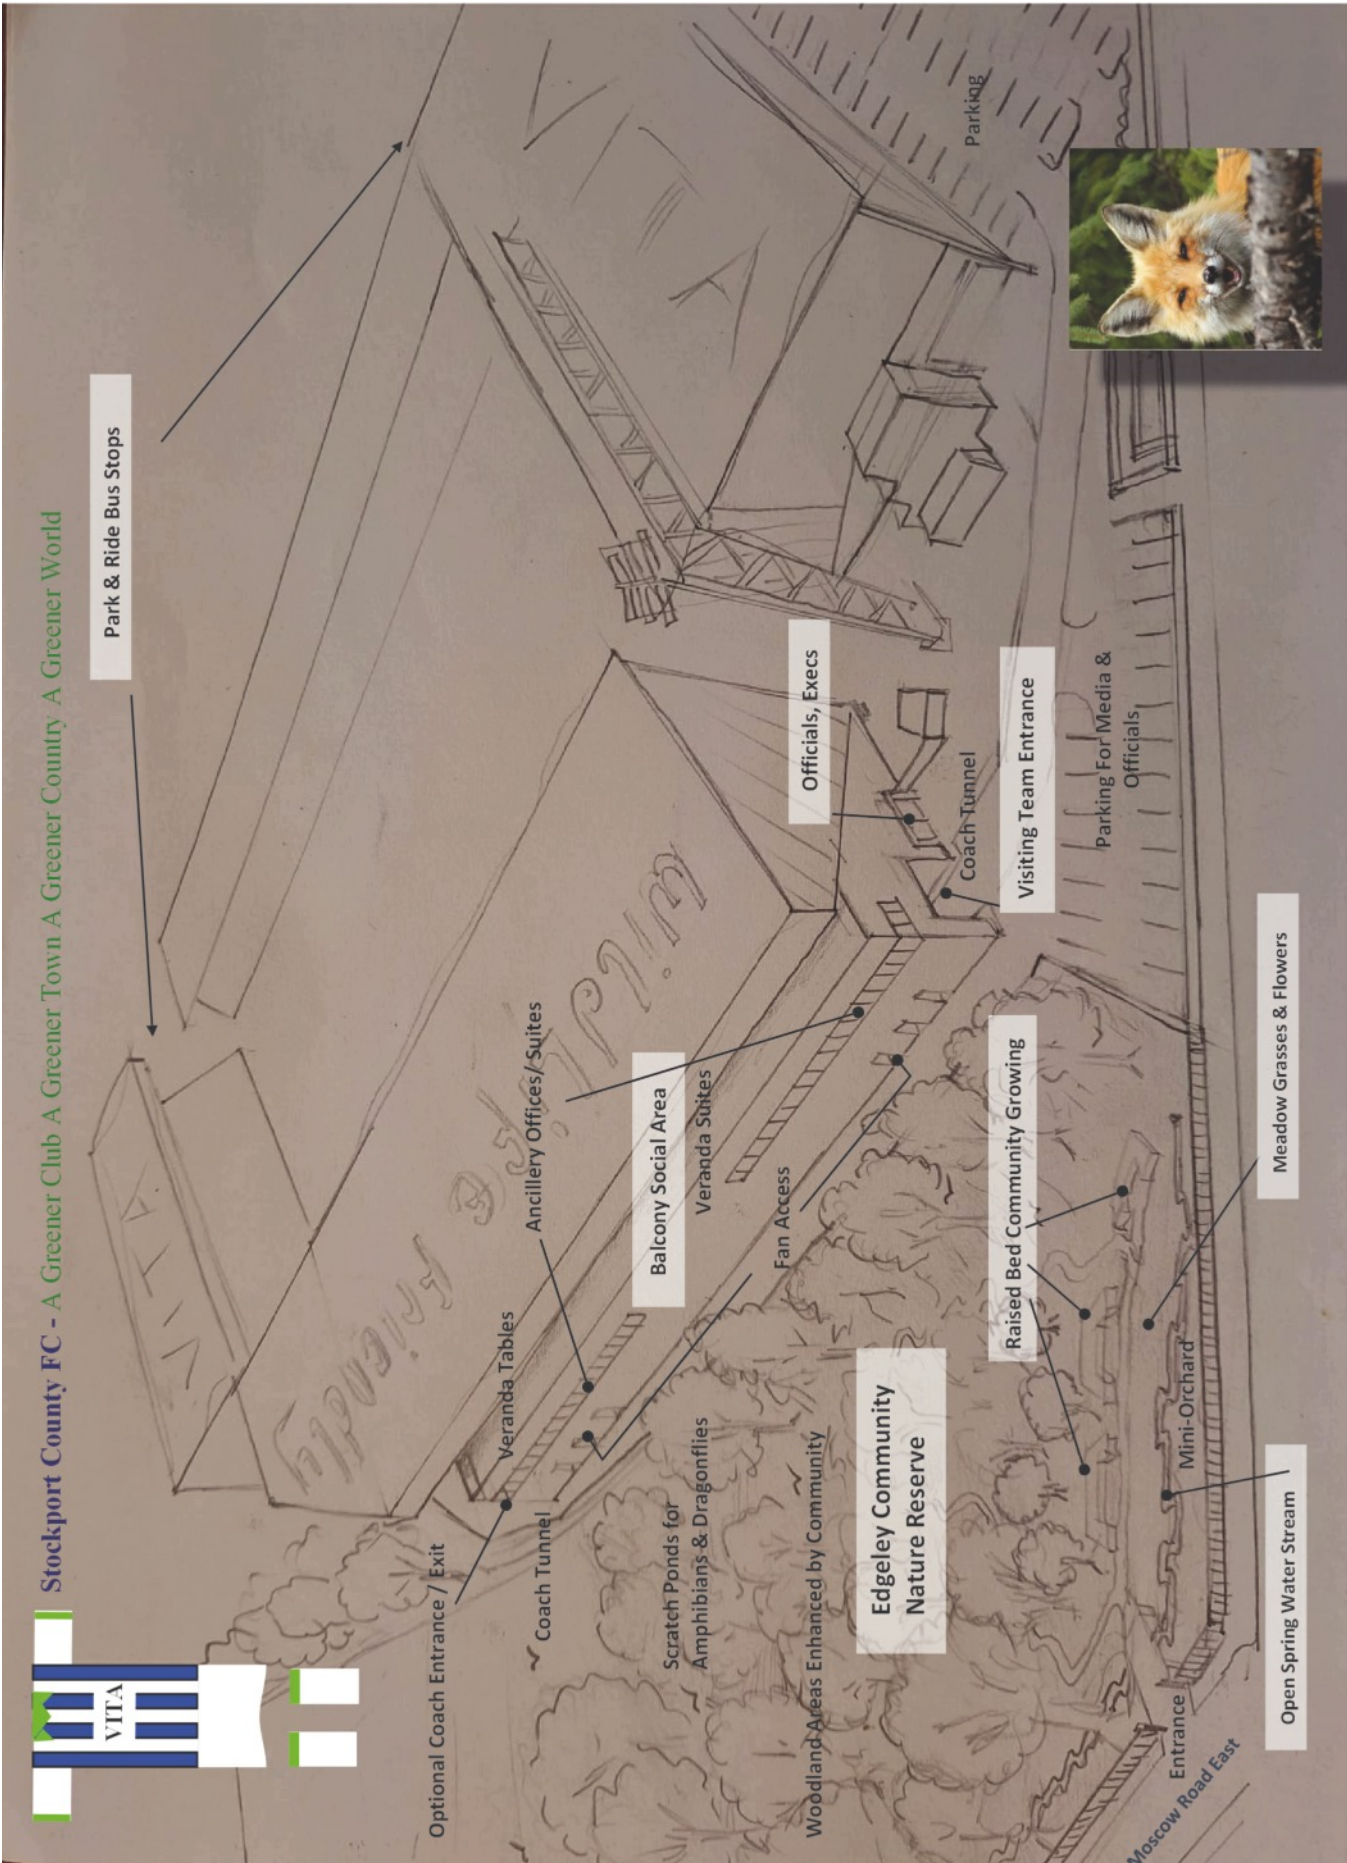 Stockport County FC - A Greener Club A Greener Town A Greener Country A Greener World
VITA
Park & Ride Bus Stops
VITA
VITA
Wildlife
Friendly
Parking
Optional Coach Entrance / Exit
Coach Tunnel
Veranda Tables
Ancillery Offices/Suites
Balcony Social Area
Veranda Suites
Fan Access
Officials, Execs
Coach Tunnel
Visiting Team Entrance
Parking For Media &
Officials
Scratch Ponds for
Amphibians & Dragonflies
Woodland Areas Enhanced by Community
Edgeley Community
Nature Reserve
Raised Bed Community Growing
Meadow Grasses & Flowers
Mini-Orchard
Entrance
Moscow Road East
Open Spring Water Stream